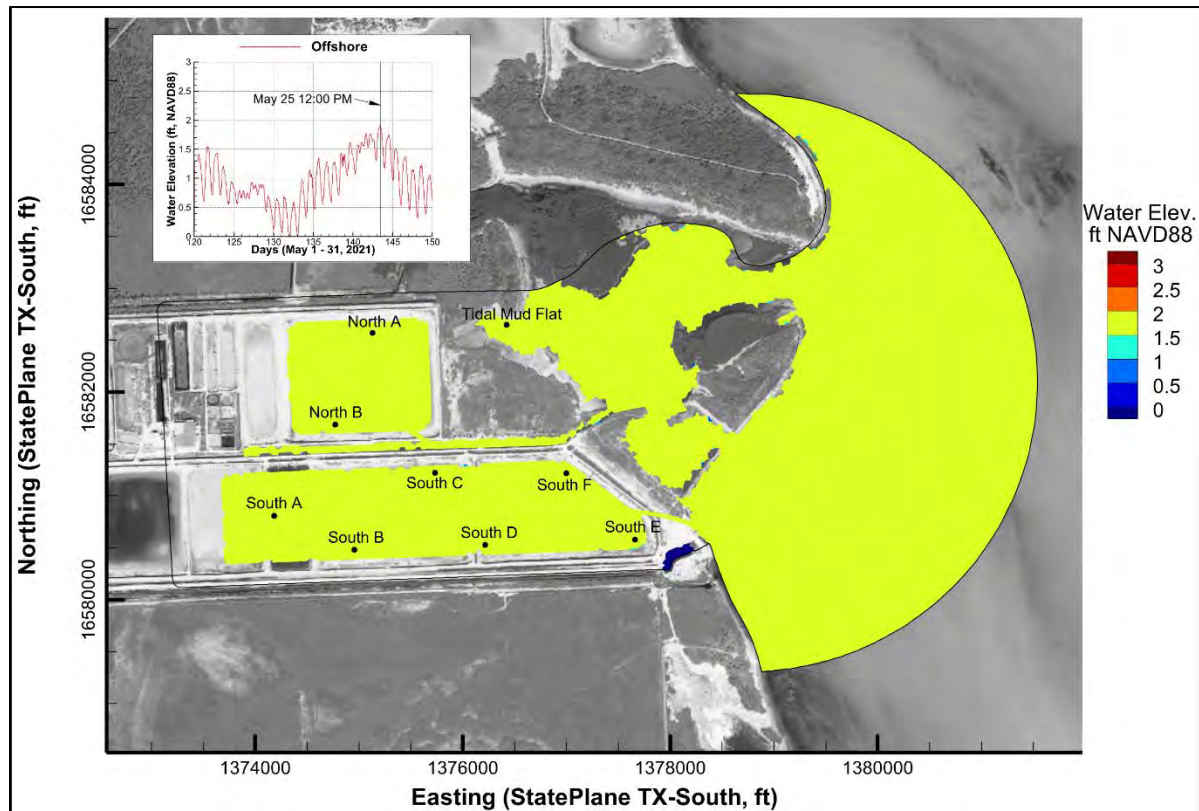 Offshore
3
2.5
2
1.5
1
0.5
0
Water Elevation (ft, NAVD88)
May 25 12:00 PM
120 125 130 135 140 145 150
Days (May 1 - 31, 2021)
16584000
16582000
16580000
Northing (StatePlane TX-South, ft)
Water Elev.
ft NAVD88
3
2.5
2
1
0.5
0
North A
Tidal Mud Flat
North B
South C
South F
South A
South B
South D
South E
1374000 1376000 1378000 1380000
Easting (StatePlane TX-South, ft)